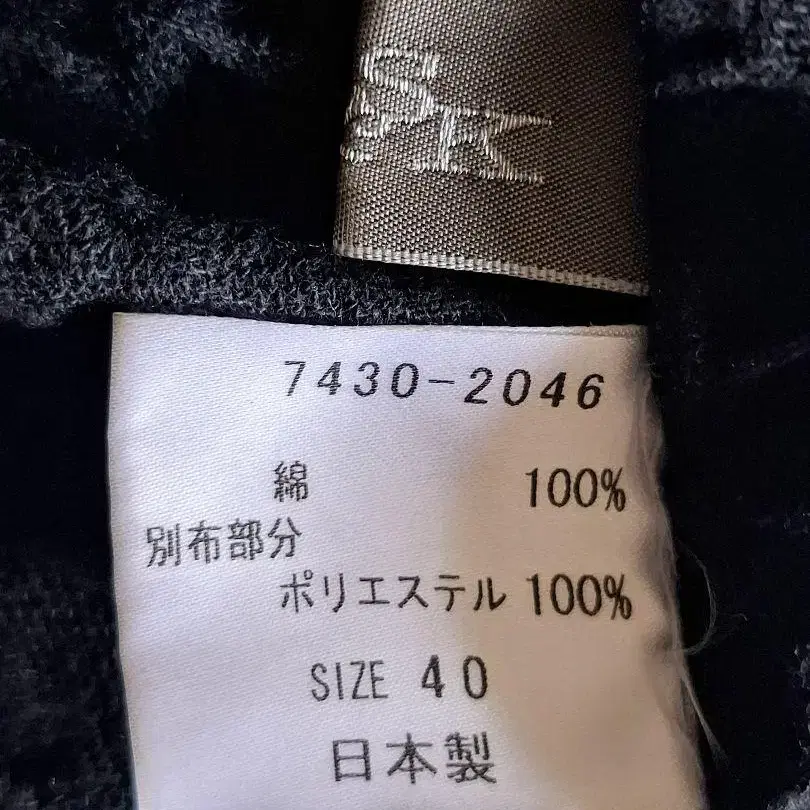 SK
7430-2046
綿 100%
別布部分
ポリエステル 100%
SIZE 40
日本製